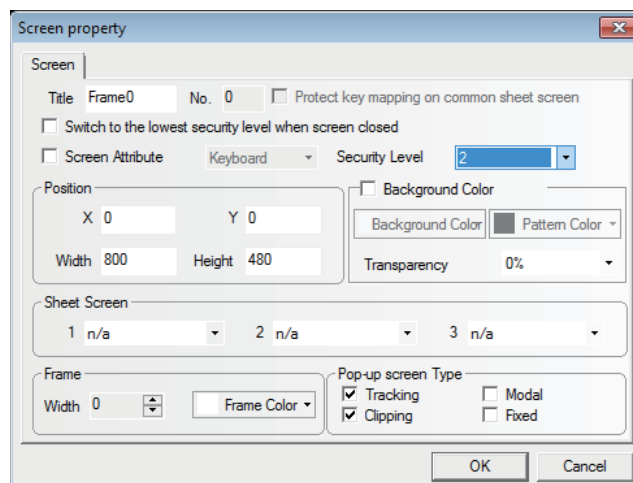 Screen property
Screen
Title Frame0 No. 0 Protect key mapping on common sheet screen
Switch to the lowest security level when screen closed
Screen Attribute Keyboard Security Level 2
Position
X 0 Y 0
Width 800 Height 480
Background Color
Background Color Pattern Color
Transparency 0%
Sheet Screen
1 n/a 2 n/a 3 n/a
Frame
Width 0 Frame Color
Pop-up screen Type
Tracking Modal
Clipping Fixed
OK Cancel